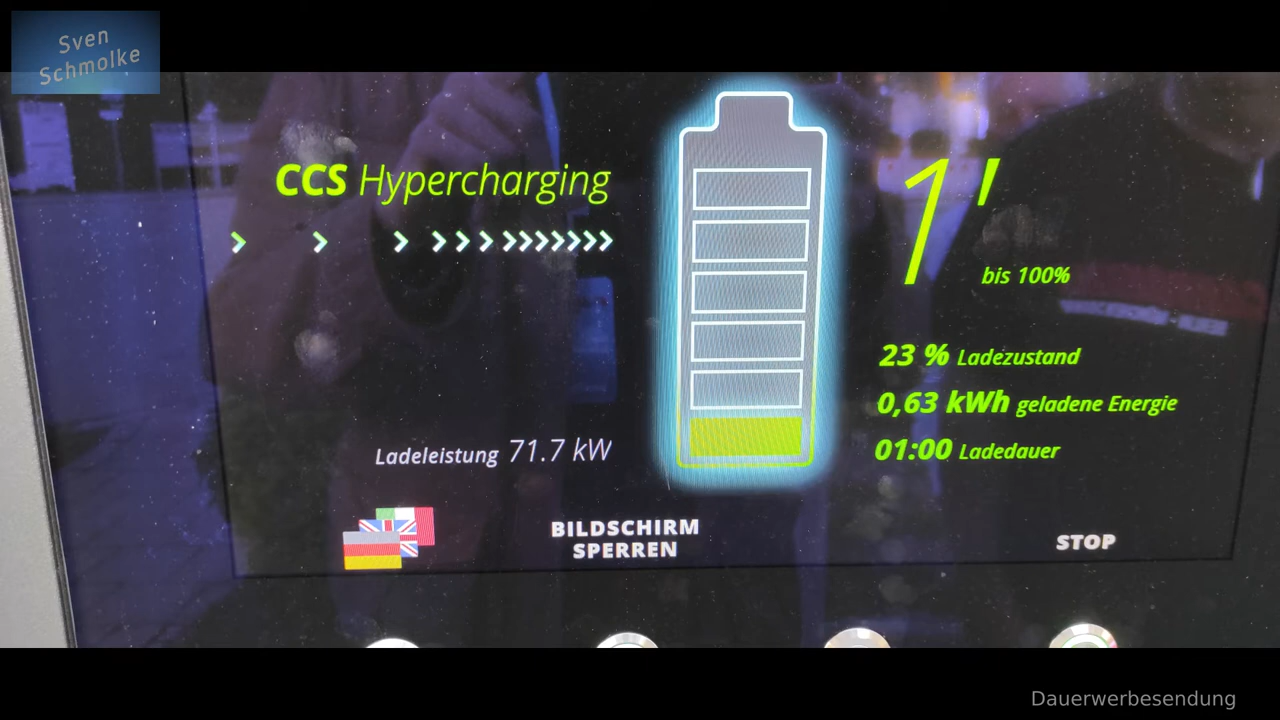 Sven
Schmolke
CCS Hypercharging
1'
bis 100%
23 % Ladezustand
0,63 kWh geladene Energie
01:00 Ladedauer
Ladeleistung 71.7 kW
BILDSCHIRM
SPERREN
STOP
Dauerwerbesendung